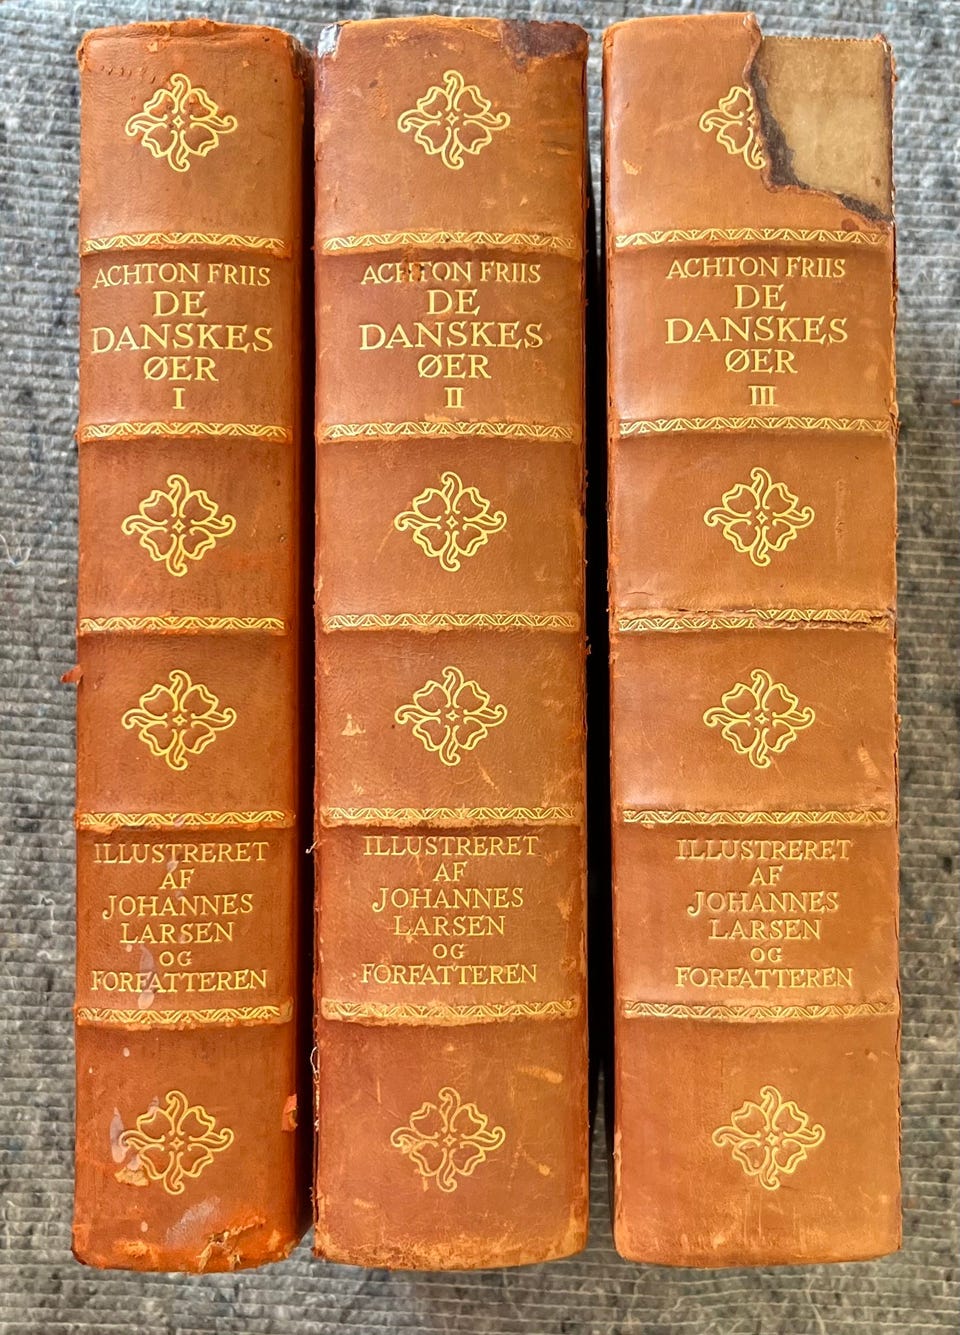 ACHTON FRIIS
DE
DANSKES
ØER
I
ILLUSTRERET
AF
JOHANNES
LARSEN
OG
FORFATTEREN
ACHTON FRIIS
DE
DANSKES
ØER
II
ILLUSTRERET
AF
JOHANNES
LARSEN
OG
FORFATTEREN
ACHTON FRIIS
DE
DANSKES
ØER
III
ILLUSTRERET
AF
JOHANNES
LARSEN
OG
FORFATTEREN